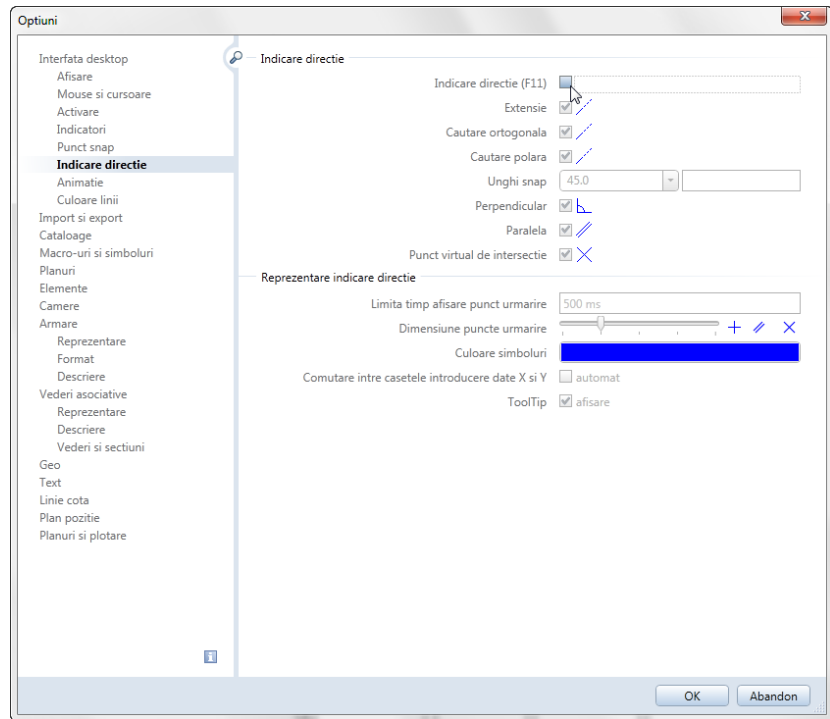 Optiuni
Interfata desktop
Afisare
Mouse si cursoare
Activare
Indicatori
Punct snap
Indicare directie
Animatie
Culoare linii
Import si export
Cataloage
Macro-uri si simboluri
Planuri
Elemente
Camere
Armare
Reprezentare
Format
Descriere
Vederi asociative
Reprezentare
Descriere
Vederi si sectiuni
Geo
Text
Linie cota
Plan pozitie
Planuri si plotare
Indicare directie
Indicare directie (F11)
Extensie
Cautare ortogonala
Cautare polara
Unghi snap 45.0
Perpendicular
Paralela
Punct virtual de intersectie
Reprezentare indicare directie
Limita timp afisare punct urmarire 500 ms
Dimensiune puncte urmarire
Culoare simboluri
Comutare intre casetele introducere date X si Y automat
ToolTip afisare
OK Abandon